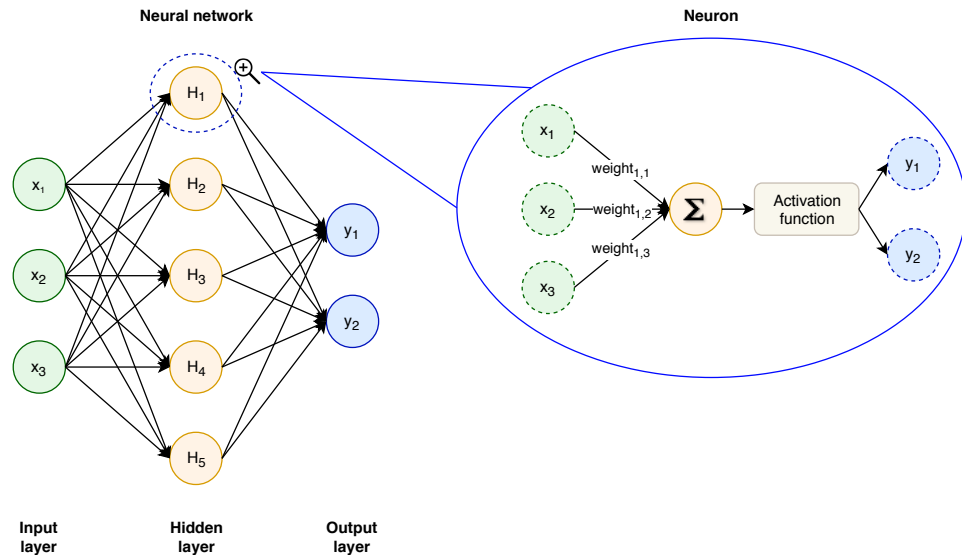 Neural network
Neuron
H₁
x₁
weight₁,₁
y₁
x₁
H₂
x₂
weight₁,₂
Σ
Activation
function
y₁
weight₁,₃
y₂
x₂
H₃
x₃
y₂
x₃
H₄
H₅
Input
layer
Hidden
layer
Output
layer